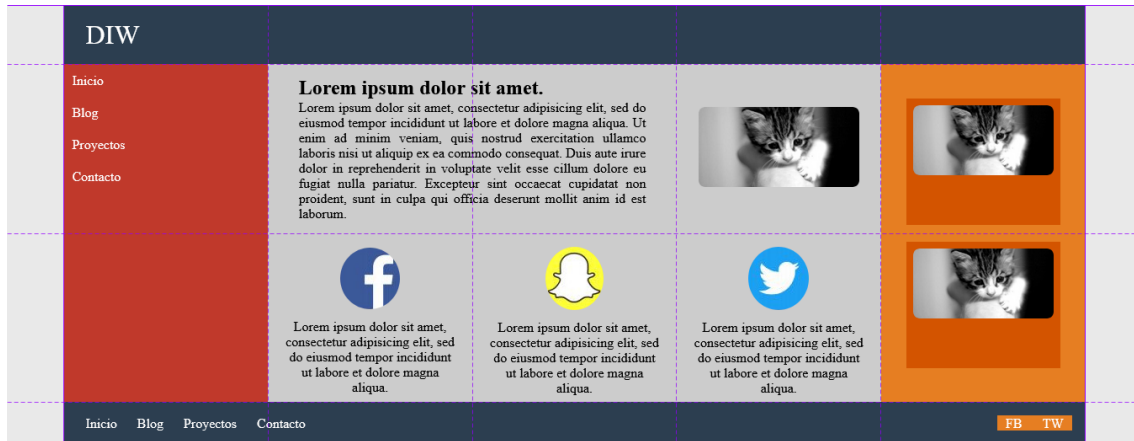 DIW
Inicio
Blog
Proyectos
Contacto
Lorem ipsum dolor sit amet.
Lorem ipsum dolor sit amet, consectetur adipisicing elit, sed do
eiusmod tempor incididunt ut labore et dolore magna aliqua. Ut
enim ad minim veniam, quis nostrud exercitation ullamco
laboris nisi ut aliquip ex ea commodo consequat. Duis aute irure
dolor in reprehenderit in voluptate velit esse cillum dolore eu
fugiat nulla pariatur. Excepteur sint occaecat cupidatat non
proident, sunt in culpa qui officia deserunt mollit anim id est
laborum.
Lorem ipsum dolor sit amet,
consectetur adipisicing elit, sed
do eiusmod tempor incididunt
ut labore et dolore magna
aliqua.
Lorem ipsum dolor sit amet,
consectetur adipisicing elit, sed
do eiusmod tempor incididunt
ut labore et dolore magna
aliqua.
Lorem ipsum dolor sit amet,
consectetur adipisicing elit, sed
do eiusmod tempor incididunt
ut labore et dolore magna
aliqua.
Inicio Blog Proyectos Contacto FB TW